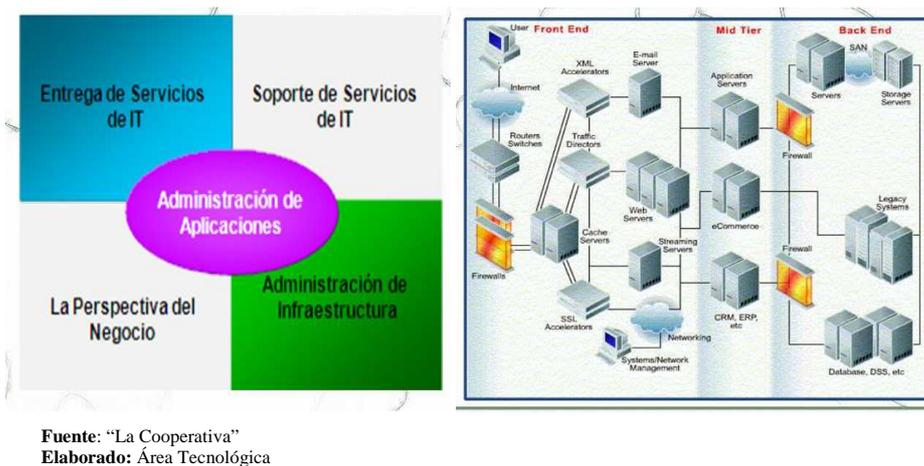 Entrega de Servicios
de IT
Soporte de Servicios
de IT
Administración de
Aplicaciones
La Perspectiva del
Negocio
Administración de
Infraestructura
User
Front End
Mid Tier
Back End
Internet
Routers
Switches
Firewalls
XML
Accelerators
E-mail
Server
Traffic
Directors
Web
Servers
Cache
Servers
Streaming
Servers
SSL
Accelerators
Networking
Systems/Network
Management
Application
Servers
eCommerce
CRM, ERP,
etc
Servers
SAN
Storage
Servers
Firewall
Legacy
Systems
Firewall
Database, DSS, etc
Fuente: “La Cooperativa”
Elaborado: Área Tecnológica